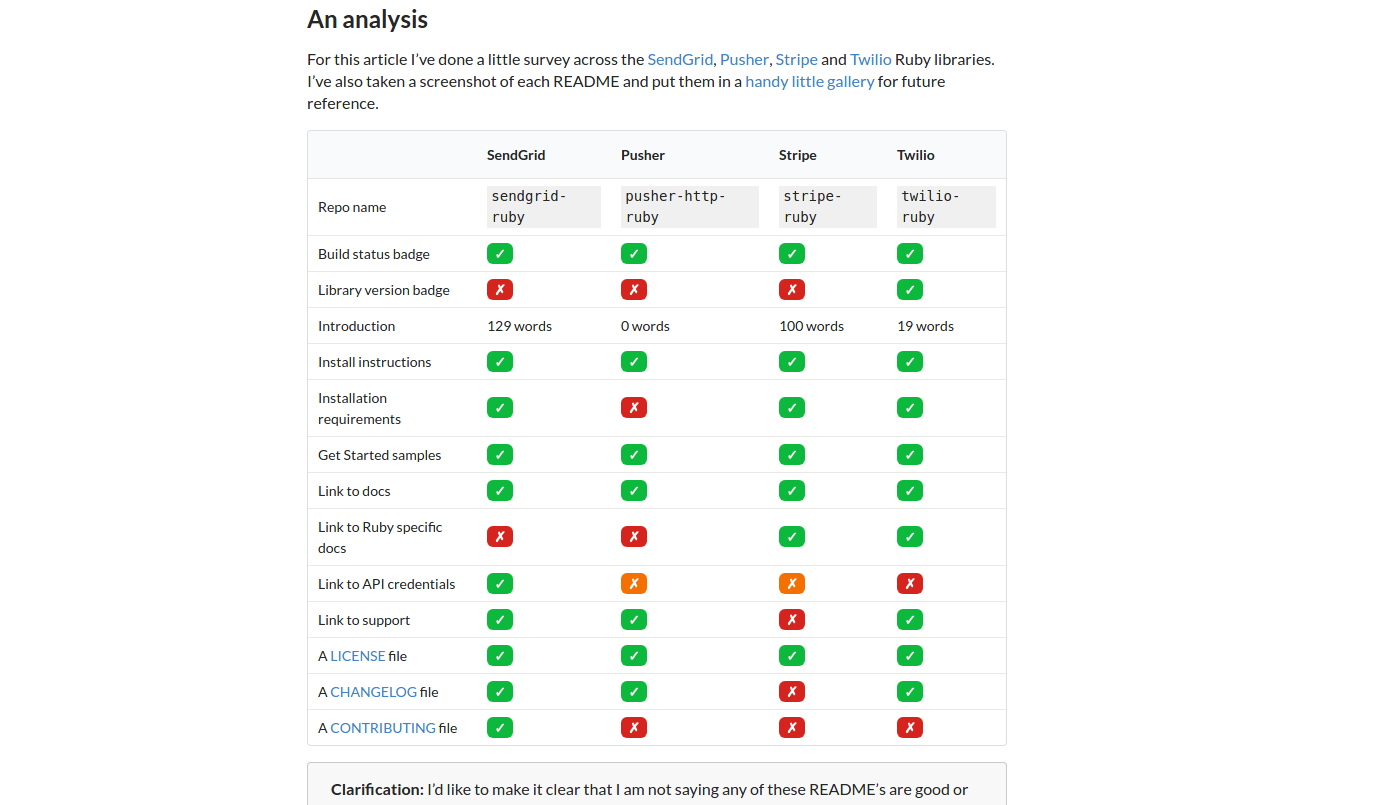 An analysis
For this article I’ve done a little survey across the SendGrid, Pusher, Stripe and Twilio Ruby libraries.
I’ve also taken a screenshot of each README and put them in a handy little gallery for future
reference.
SendGrid Pusher Stripe Twilio
Repo name sendgrid- pusher-http- stripe- twilio-
ruby ruby ruby ruby
Build status badge ✓ ✓ ✓ ✓
Library version badge ✗ ✗ ✗ ✓
Introduction 129 words 0 words 100 words 19 words
Install instructions ✓ ✓ ✓ ✓
Installation
requirements ✓ ✗ ✓ ✓
Get Started samples ✓ ✓ ✓ ✓
Link to docs ✓ ✓ ✓ ✓
Link to Ruby specific
docs ✗ ✗ ✓ ✓
Link to API credentials ✓ ✗ ✗ ✗
Link to support ✓ ✓ ✗ ✓
A LICENSE file ✓ ✓ ✓ ✓
A CHANGELOG file ✓ ✓ ✗ ✓
A CONTRIBUTING file ✓ ✗ ✗ ✗
Clarification: I’d like to make it clear that I am not saying any of these README’s are good or